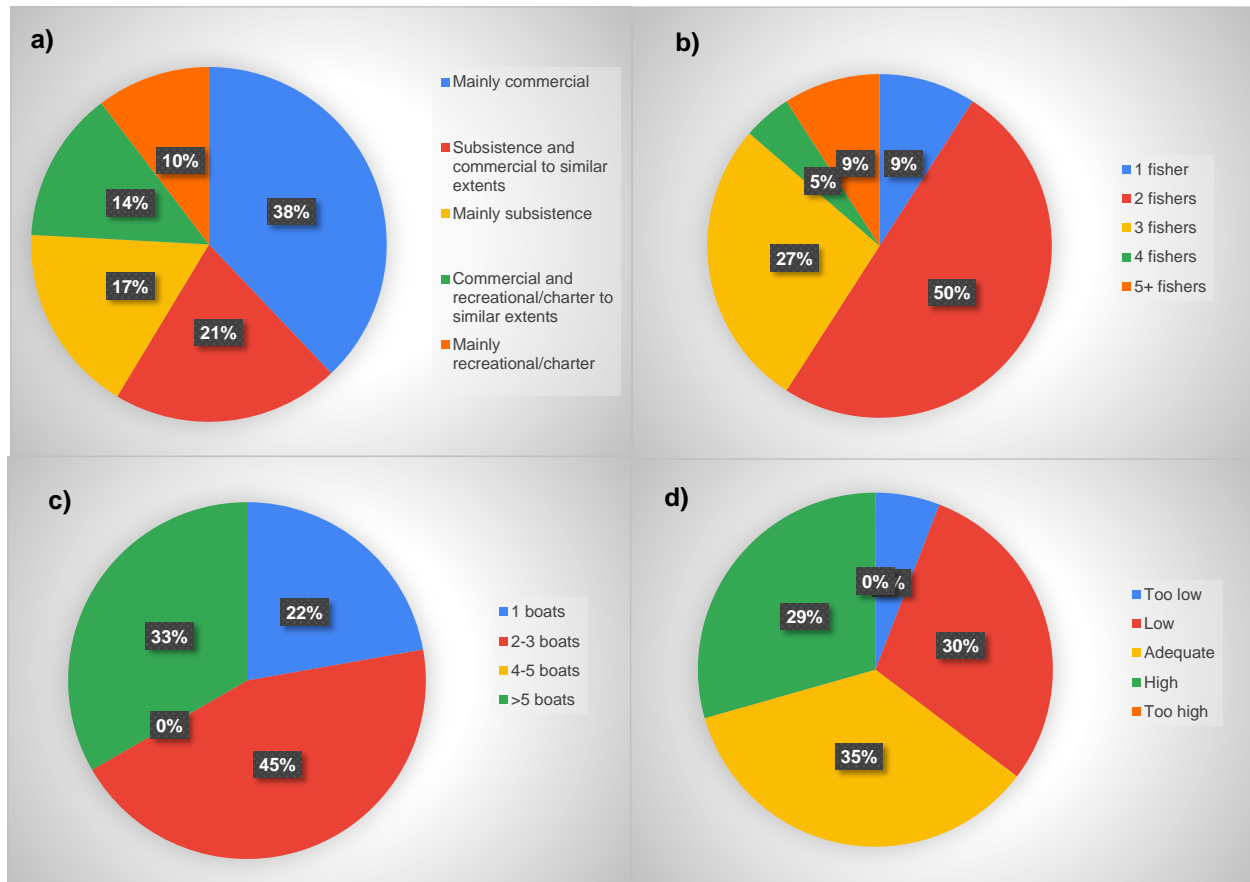 a)
38%
21%
17%
14%
10%
Mainly commercial
Subsistence and
commercial to similar
extents
Mainly subsistence
Commercial and
recreational/charter to
similar extents
Mainly
recreational/charter
b)
9%
50%
27%
5%
9%
1 fisher
2 fishers
3 fishers
4 fishers
5+ fishers
c)
22%
45%
0%
33%
1 boats
2-3 boats
4-5 boats
>5 boats
d)
30%
35%
29%
0%
Too low
Low
Adequate
High
Too high